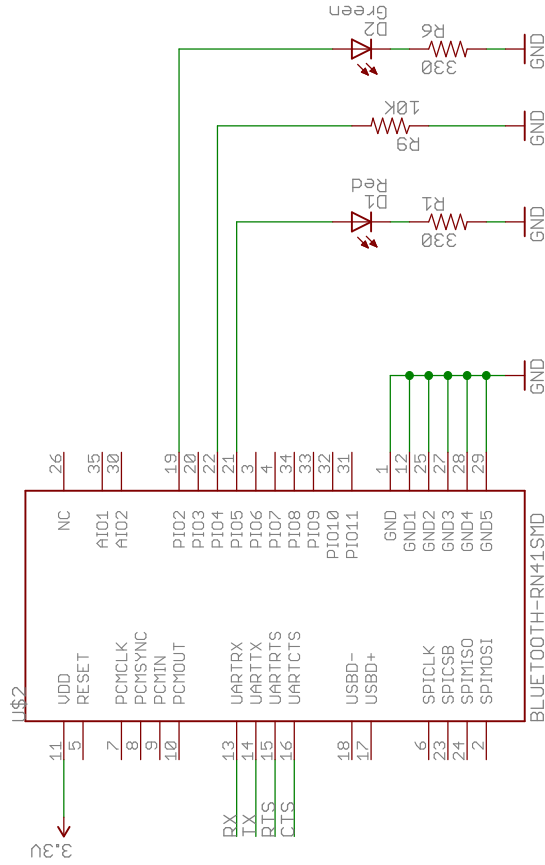 Green
D2
R6
330
GND
10K
R9
GND
Red
D1
R1
330
GND
GND
26
35
30
19
20
22
21
3
4
34
33
32
31
1
12
25
27
28
29
NC
AIO1
AIO2
PIO2
PIO3
PIO4
PIO5
PIO6
PIO7
PIO8
PIO9
PIO10
PIO11
GND
GND1
GND2
GND3
GND4
GND5
BLUETOOTH-RN41SMD
U$2
VDD
RESET
PCMCLK
PCMSYNC
PCMIN
PCMOUT
UARTRX
UARTTX
UARTRTS
UARTCTS
USBD-
USBD+
SPICLK
SPICSB
SPIMISO
SPIMOSI
11
5
7
8
9
10
13
14
15
16
18
17
6
23
24
2
RX
TX
RTS
CTS
3.3V